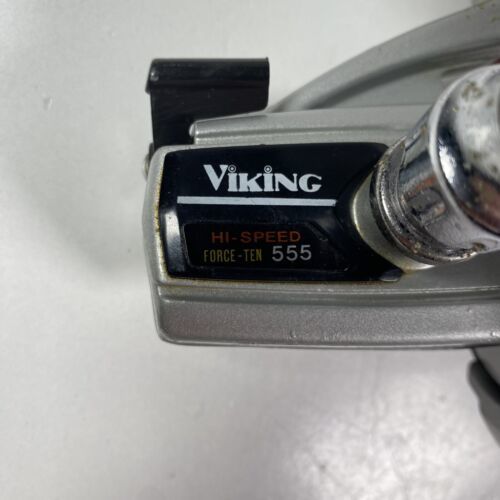 VIKING
HI-SPEED
FORCE-TEN 555